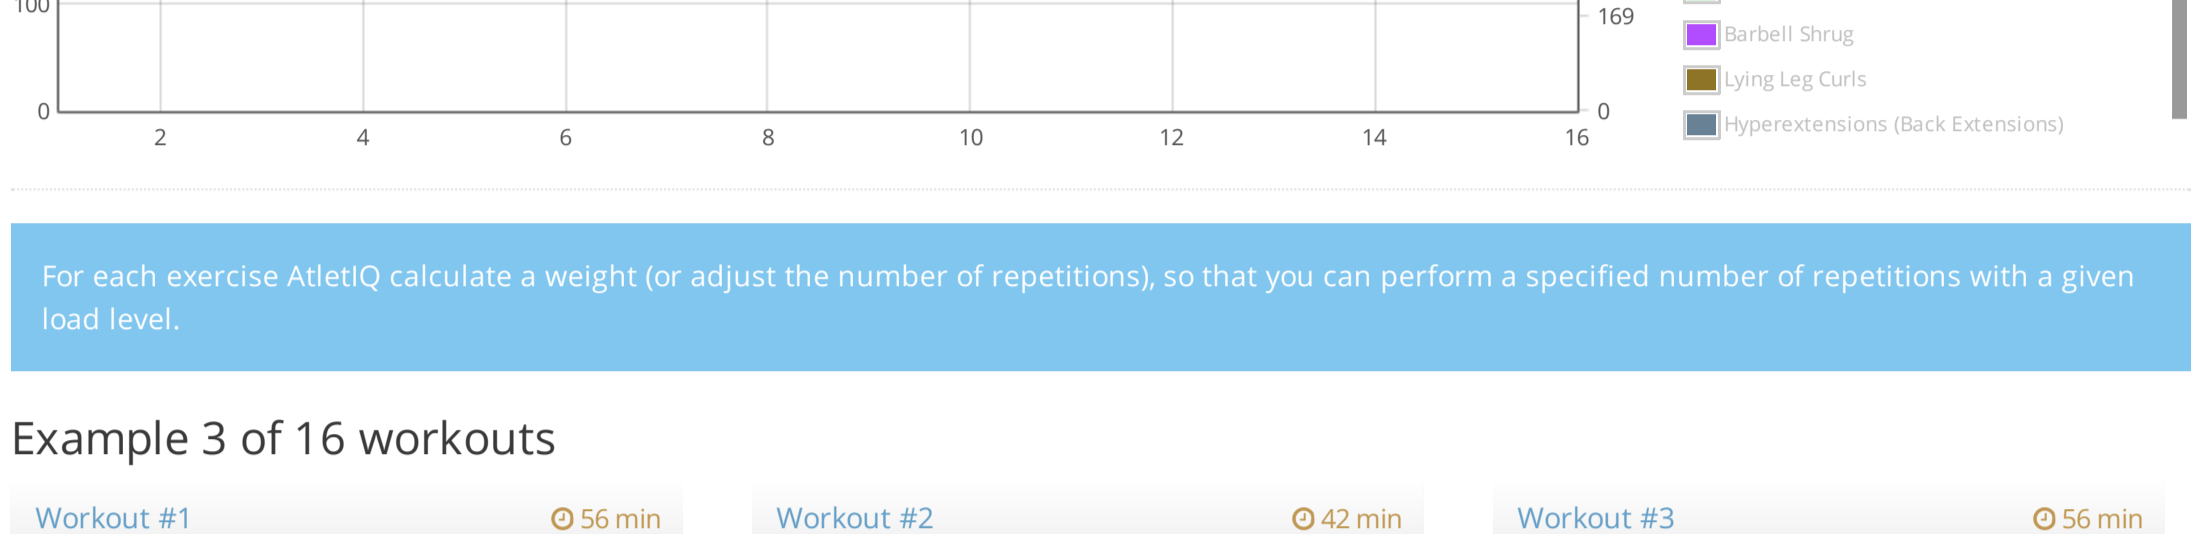 100
169
Barbell Shrug
Lying Leg Curls
0
0
Hyperextensions (Back Extensions)
2 4 6 8 10 12 14 16
For each exercise AtletIQ calculate a weight (or adjust the number of repetitions), so that you can perform a specified number of repetitions with a given
load level.
Example 3 of 16 workouts
Workout #1 56 min
Workout #2 42 min
Workout #3 56 min